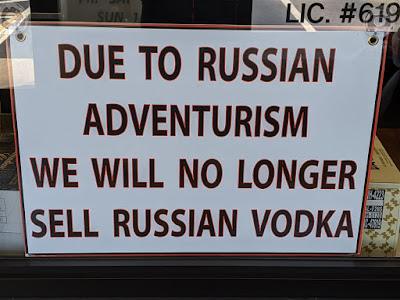 LIC. #619
DUE TO RUSSIAN
ADVENTURISM
WE WILL NO LONGER
SELL RUSSIAN VODKA